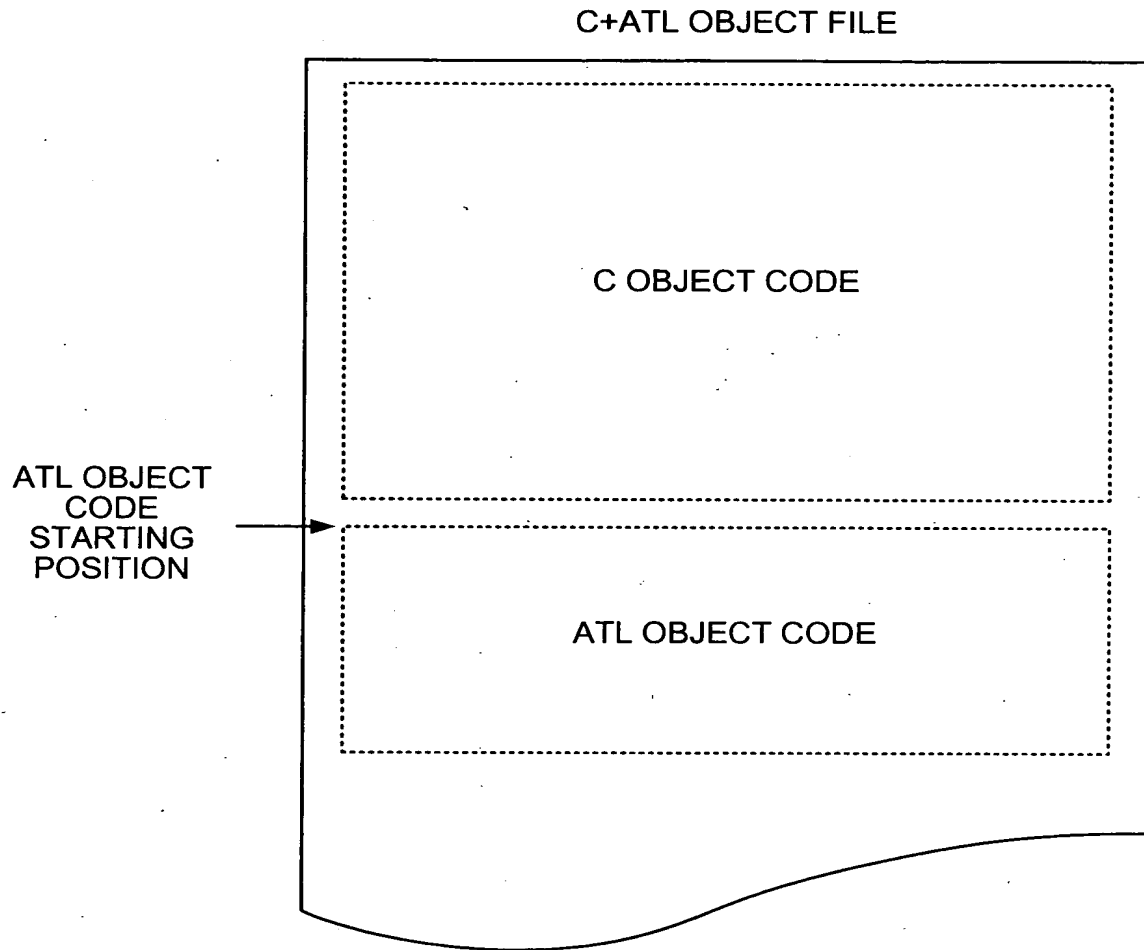 C+ATL OBJECT FILE
C OBJECT CODE
ATL OBJECT
CODE
STARTING
POSITION
ATL OBJECT CODE